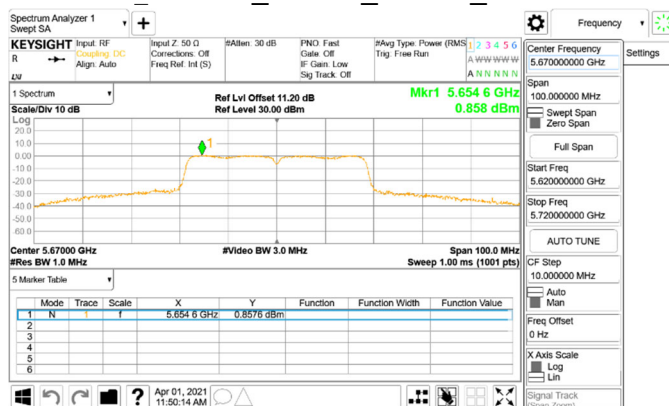 Spectrum Analyzer 1
Swept SA
+
Frequency
KEYSIGHT
R
LXI
Input: RF
Coupling: DC
Align: Auto
Input Z: 50 Ω
Corrections: Off
Freq Ref: Int (S)
#Atten: 30 dB
PNO: Fast
Gate: Off
IF Gain: Low
Sig Track: Off
#Avg Type: Power (RMS
Trig: Free Run
1 2 3 4 5 6
A W W W W W
A N N N N N
Center Frequency
5.670000000 GHz
Settings
Span
100.000000 MHz
Swept Span
Zero Span
Full Span
Start Freq
5.620000000 GHz
Stop Freq
5.720000000 GHz
AUTO TUNE
CF Step
10.000000 MHz
Auto
Man
Freq Offset
0 Hz
X Axis Scale
Log
Lin
Signal Track
(Span Zoom)
1 Spectrum
Scale/Div 10 dB
Ref Lvl Offset 11.20 dB
Ref Level 30.00 dBm
Mkr1 5.654 6 GHz
0.858 dBm
Log
20.0
10.0
0.00
-10.0
-20.0
-30.0
-40.0
-50.0
-60.0
1
Center 5.67000 GHz
#Res BW 1.0 MHz
#Video BW 3.0 MHz
Span 100.0 MHz
Sweep 1.00 ms (1001 pts)
5 Marker Table
Mode Trace Scale X Y Function Function Width Function Value
1 N 1 f 5.654 6 GHz 0.8576 dBm
2
3
4
5
6
?
Apr 01, 2021
11:50:14 AM